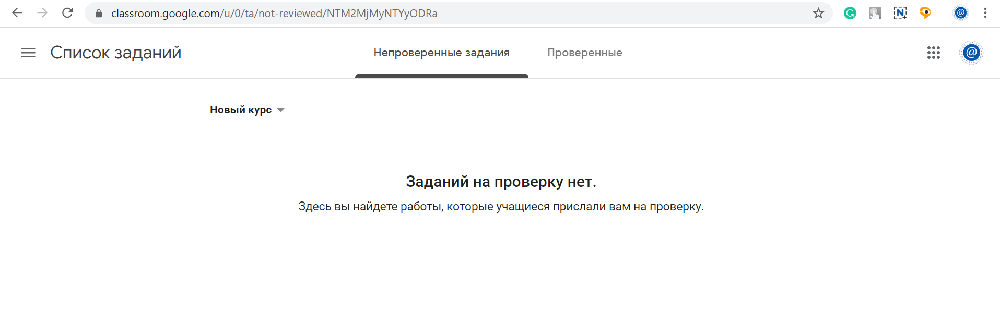 classroom.google.com/u/0/ta/not-reviewed/NTM2MjMyNTYyODRa
Список заданий
Непроверенные задания
Проверенные
Новый курс
Заданий на проверку нет.
Здесь вы найдете работы, которые учащиеся прислали вам на проверку.